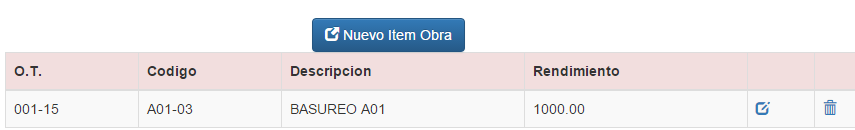 Nuevo Item Obra
O.T. Codigo Descripcion Rendimiento
001-15 A01-03 BASUREO A01 1000.00